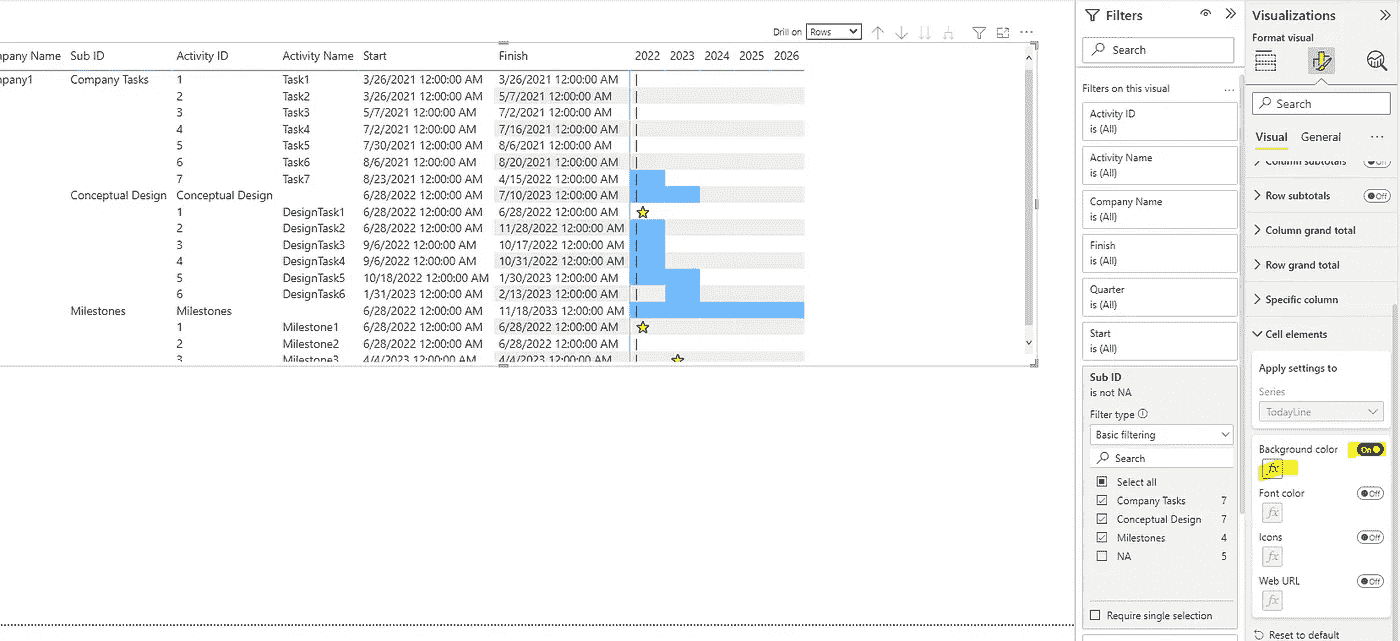 Drill on Rows
pany Name Sub ID Activity ID Activity Name Start Finish 2022 2023 2024 2025 2026
pany1 Company Tasks 1 Task1 3/26/2021 12:00:00 AM 3/26/2021 12:00:00 AM
2 Task2 3/26/2021 12:00:00 AM 5/7/2021 12:00:00 AM
3 Task3 5/7/2021 12:00:00 AM 7/2/2021 12:00:00 AM
4 Task4 7/2/2021 12:00:00 AM 7/16/2021 12:00:00 AM
5 Task5 7/30/2021 12:00:00 AM 8/6/2021 12:00:00 AM
6 Task6 8/6/2021 12:00:00 AM 8/20/2021 12:00:00 AM
7 Task7 8/23/2021 12:00:00 AM 4/15/2022 12:00:00 AM
Conceptual Design Conceptual Design 6/28/2022 12:00:00 AM 7/10/2023 12:00:00 AM
1 DesignTask1 6/28/2022 12:00:00 AM 6/28/2022 12:00:00 AM
2 DesignTask2 6/28/2022 12:00:00 AM 11/28/2022 12:00:00 AM
3 DesignTask3 9/6/2022 12:00:00 AM 10/17/2022 12:00:00 AM
4 DesignTask4 9/6/2022 12:00:00 AM 10/31/2022 12:00:00 AM
5 DesignTask5 10/18/2022 12:00:00 AM 1/30/2023 12:00:00 AM
6 DesignTask6 1/31/2023 12:00:00 AM 2/13/2023 12:00:00 AM
Milestones Milestones 6/28/2022 12:00:00 AM 11/18/2033 12:00:00 AM
1 Milestone1 6/28/2022 12:00:00 AM 6/28/2022 12:00:00 AM
2 Milestone2 6/28/2022 12:00:00 AM 6/28/2022 12:00:00 AM
3 Milestone3 4/4/2023 12:00:00 AM 4/4/2023 12:00:00 AM
Filters
Search
Filters on this visual
Activity ID
is (All)
Activity Name
is (All)
Company Name
is (All)
Finish
is (All)
Quarter
is (All)
Start
is (All)
Sub ID
is not NA
Filter type
Basic filtering
Search
Select all
Company Tasks 7
Conceptual Design 7
Milestones 4
NA 5
Require single selection
Visualizations
Format visual
Search
Visual General
Column subtotals Off
Row subtotals Off
Column grand total
Row grand total
Specific column
Cell elements
Apply settings to
Series
TodayLine
Background color On
fx
Font color Off
fx
Icons Off
fx
Web URL Off
fx
Reset to default